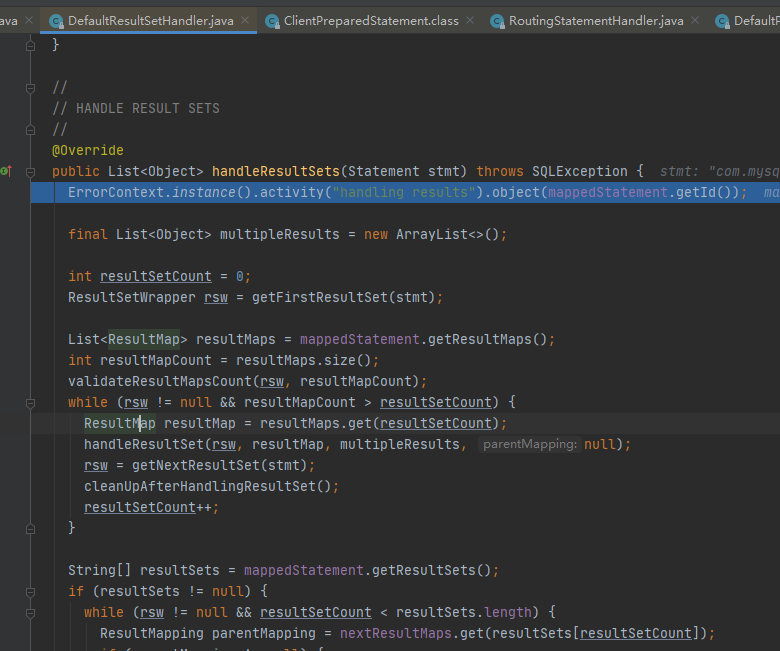 ava × DefaultResultSetHandler.java × ClientPreparedStatement.class × RoutingStatementHandler.java × DefaultP
}
//
// HANDLE RESULT SETS
//
@Override
public List<Object> handleResultSets(Statement stmt) throws SQLException { stmt: "com.mysq
ErrorContext.instance().activity("handling results").object(mappedStatement.getId()); ma
final List<Object> multipleResults = new ArrayList<>();
int resultSetCount = 0;
ResultSetWrapper rsw = getFirstResultSet(stmt);
List<ResultMap> resultMaps = mappedStatement.getResultMaps();
int resultMapCount = resultMaps.size();
validateResultMapsCount(rsw, resultMapCount);
while (rsw != null && resultMapCount > resultSetCount) {
ResultMap resultMap = resultMaps.get(resultSetCount);
handleResultSet(rsw, resultMap, multipleResults, parentMapping: null);
rsw = getNextResultSet(stmt);
cleanUpAfterHandlingResultSet();
resultSetCount++;
}
String[] resultSets = mappedStatement.getResultSets();
if (resultSets != null) {
while (rsw != null && resultSetCount < resultSets.length) {
ResultMapping parentMapping = nextResultMaps.get(resultSets[resultSetCount]);